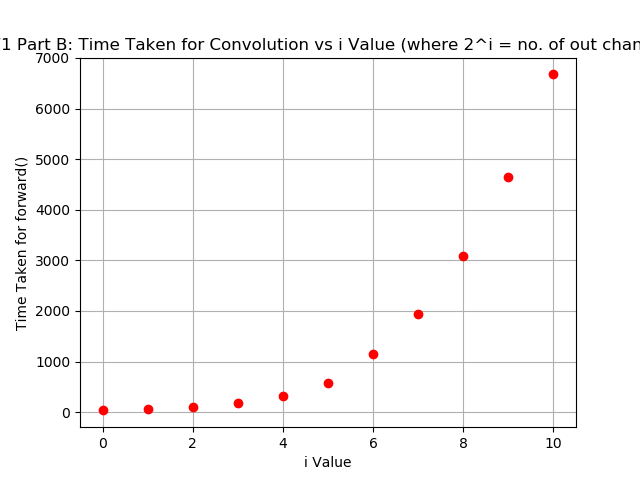 1 Part B: Time Taken for Convolution vs i Value (where 2^i = no. of out chan
7000
6000
5000
4000
3000
2000
1000
0
Time Taken for forward()
0 2 4 6 8 10
i Value